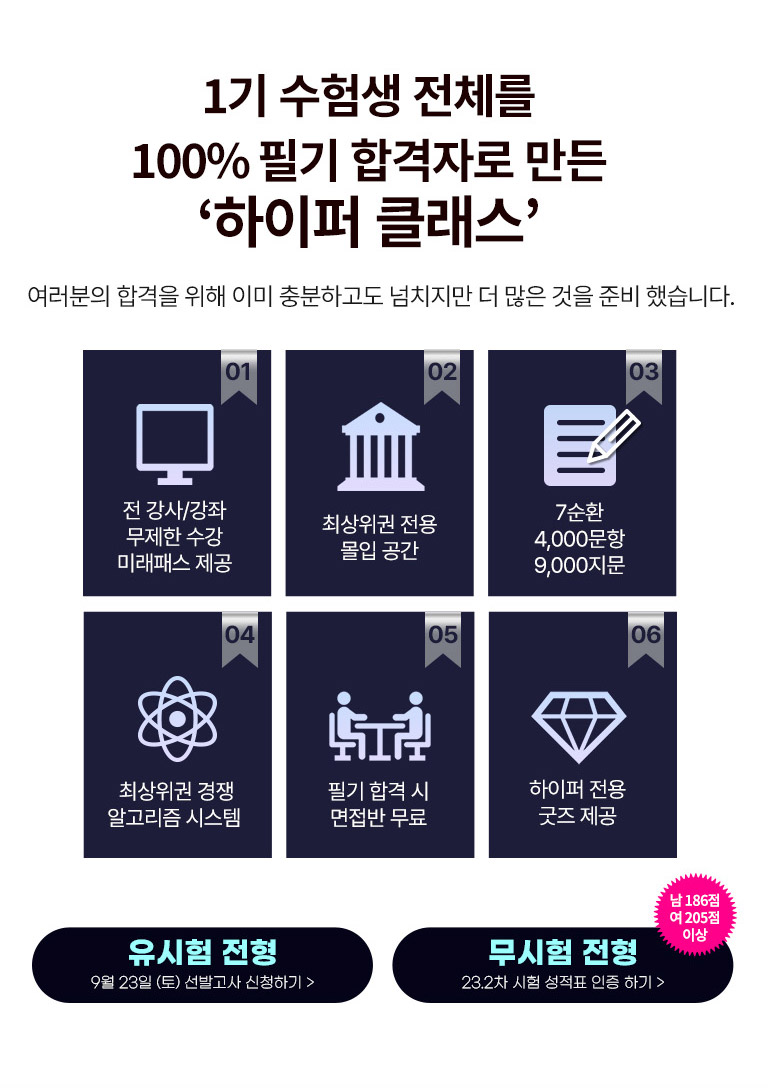 1기 수험생 전체를
100% 필기 합격자로 만든
‘하이퍼 클래스’
여러분의 합격을 위해 이미 충분하고도 넘치지만 더 많은 것을 준비 했습니다.
01
전 강사/강좌
무제한 수강
미래패스 제공
02
최상위권 전용
몰입 공간
03
7순환
4,000문항
9,000지문
04
최상위권 경쟁
알고리즘 시스템
05
필기 합격 시
면접반 무료
06
하이퍼 전용
굿즈 제공
유시험 전형
9월 23일 (토) 선발고사 신청하기 >
남 186점
여 205점
이상
무시험 전형
23.2차 시험 성적표 인증 하기 >